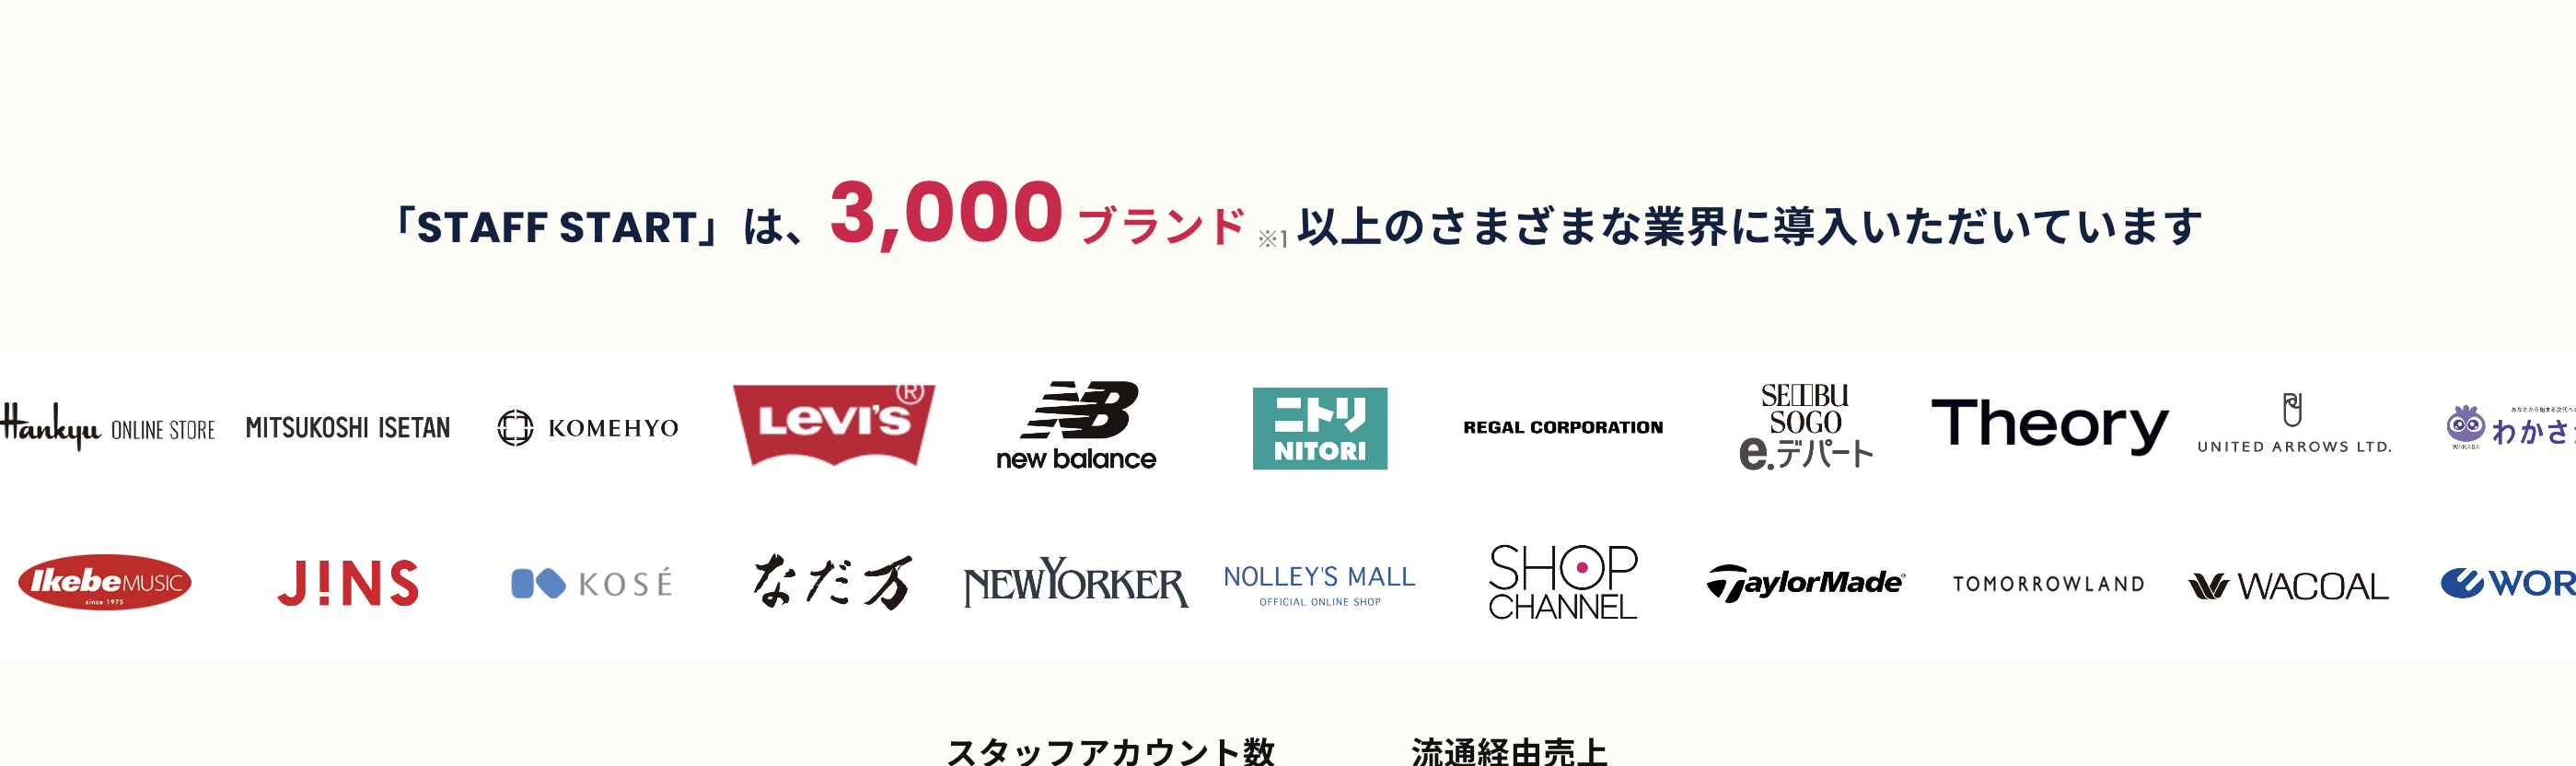 「STAFF START」は、3,000ブランド※1以上のさまざまな業界に導入いただいています
Hankyu ONLINE STORE
MITSUKOSHI ISETAN
KOMEHYO
LEVI'S®
new balance
ニトリ
NITORI
REGAL CORPORATION
SEIBU
SOGO
e.デパート
Theory
UNITED ARROWS LTD.
わかさ
WAKASA
Ikebe MUSIC
since 1975
J!NS
KOSÉ
なだ万
NEWYORKER
NOLLEY'S MALL
OFFICIAL ONLINE SHOP
SHOP
CHANNEL
TaylorMade
TOMORROWLAND
WACOAL
WOR
スタッフアカウント数
流通経由売上